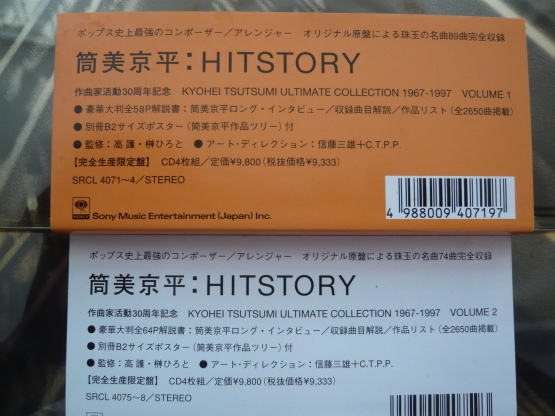 ポップス史上最強のコンポーザー／アレンジャー　オリジナル原盤による珠玉の名曲89曲完全収録
筒美京平：HITSTORY
作曲家活動30周年記念　KYOHEI TSUTSUMI ULTIMATE COLLECTION 1967-1997　VOLUME 1
●豪華大判全58P解説書：筒美京平ロング・インタビュー／収録曲目解説／作品リスト（全2650曲掲載）
●別冊B2サイズポスター（筒美京平作品ツリー）付
●監修：高 護・榊ひろと　●アート・ディレクション：信藤三雄＋C.T.P.P.
【完全生産限定盤】　CD4枚組／定価¥9,800（税抜価格¥9,333）
SRCL 4071〜4／STEREO
SONY
Sony Music Entertainment (Japan) Inc.
4 988009 407197
ポップス史上最強のコンポーザー／アレンジャー　オリジナル原盤による珠玉の名曲74曲完全収録
筒美京平：HITSTORY
作曲家活動30周年記念　KYOHEI TSUTSUMI ULTIMATE COLLECTION 1967-1997　VOLUME 2
●豪華大判全64P解説書：筒美京平ロング・インタビュー／収録曲目解説／作品リスト（全2650曲掲載）
●別冊B2サイズポスター（筒美京平作品ツリー）付
●監修：高 護・榊ひろと　●アート・ディレクション：信藤三雄＋C.T.P.P.
【完全生産限定盤】　CD4枚組／定価¥9,800（税抜価格¥9,333）
SRCL 4075〜8／STEREO